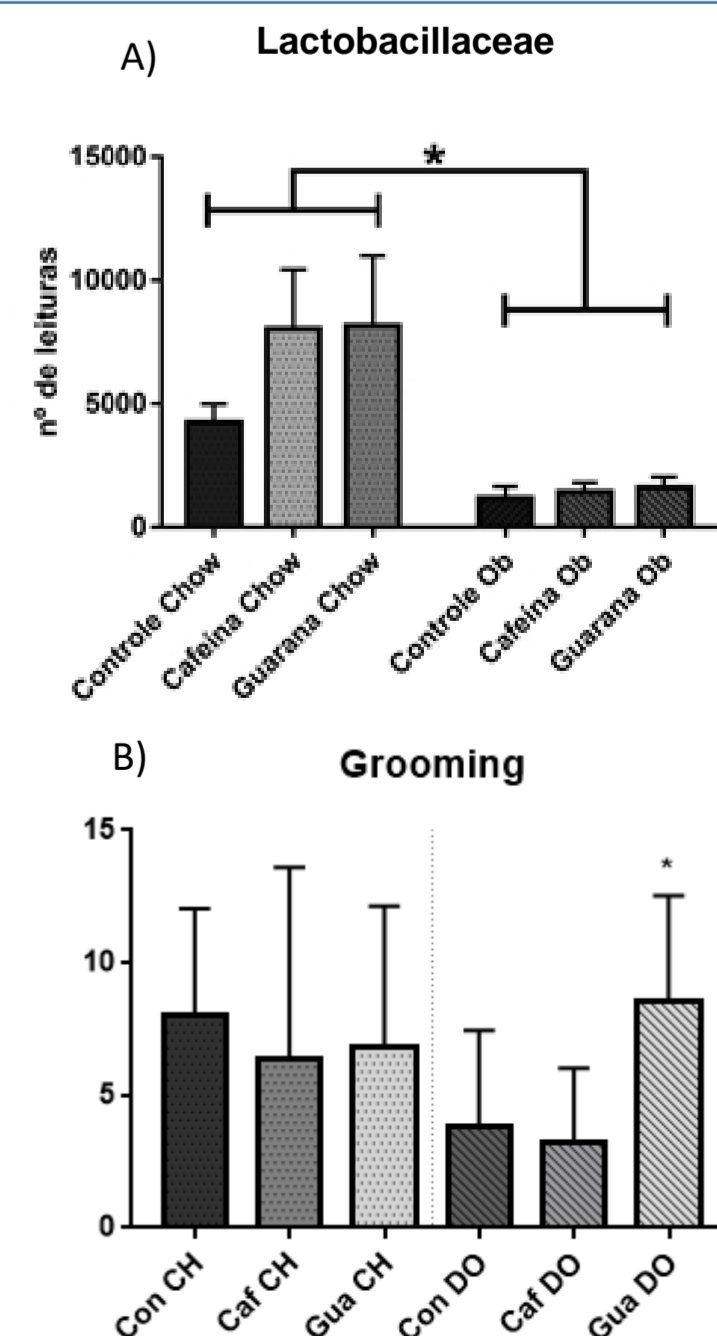 A)
Lactobacillaceae
*
15000
10000
5000
0
nº de leituras
Controle Chow
Cafeina Chow
Guarana Chow
Controle Ob
Cafeina Ob
Guarana Ob
B)
Grooming
*
15
10
5
0
Con CH
Caf CH
Gua CH
Con DO
Caf DO
Gua DO